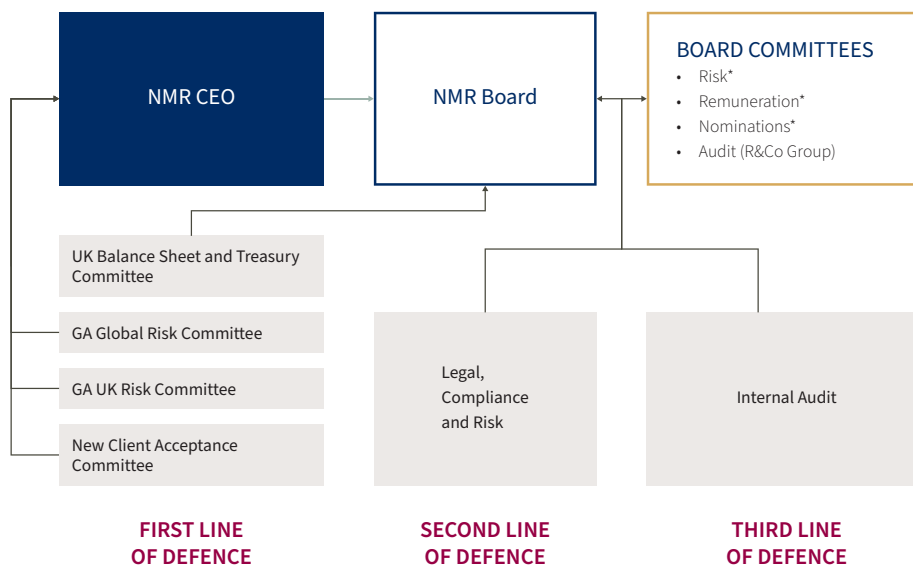 NMR CEO
NMR Board
BOARD COMMITTEES
• Risk*
• Remuneration*
• Nominations*
• Audit (R&Co Group)
UK Balance Sheet and Treasury
Committee
GA Global Risk Committee
GA UK Risk Committee
New Client Acceptance
Committee
Legal,
Compliance
and Risk
Internal Audit
FIRST LINE
OF DEFENCE
SECOND LINE
OF DEFENCE
THIRD LINE
OF DEFENCE